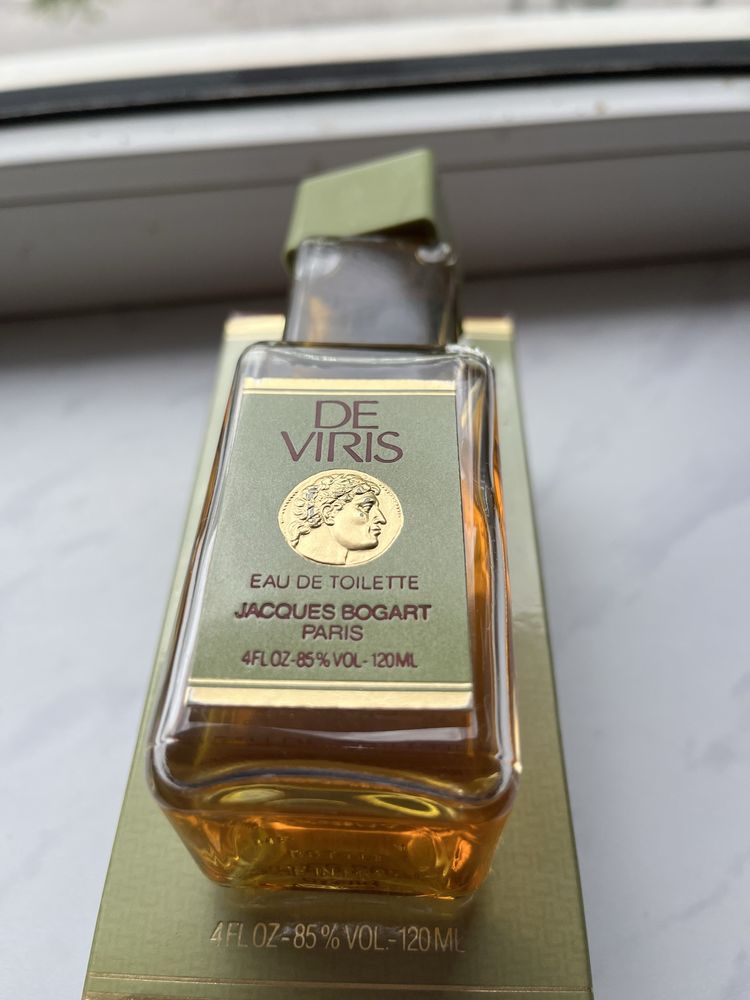 DE
VIRIS
EAU DE TOILETTE
JACQUES BOGART
PARIS
4FL OZ-85% VOL-120ML
4FL OZ-85% VOL.-120ML